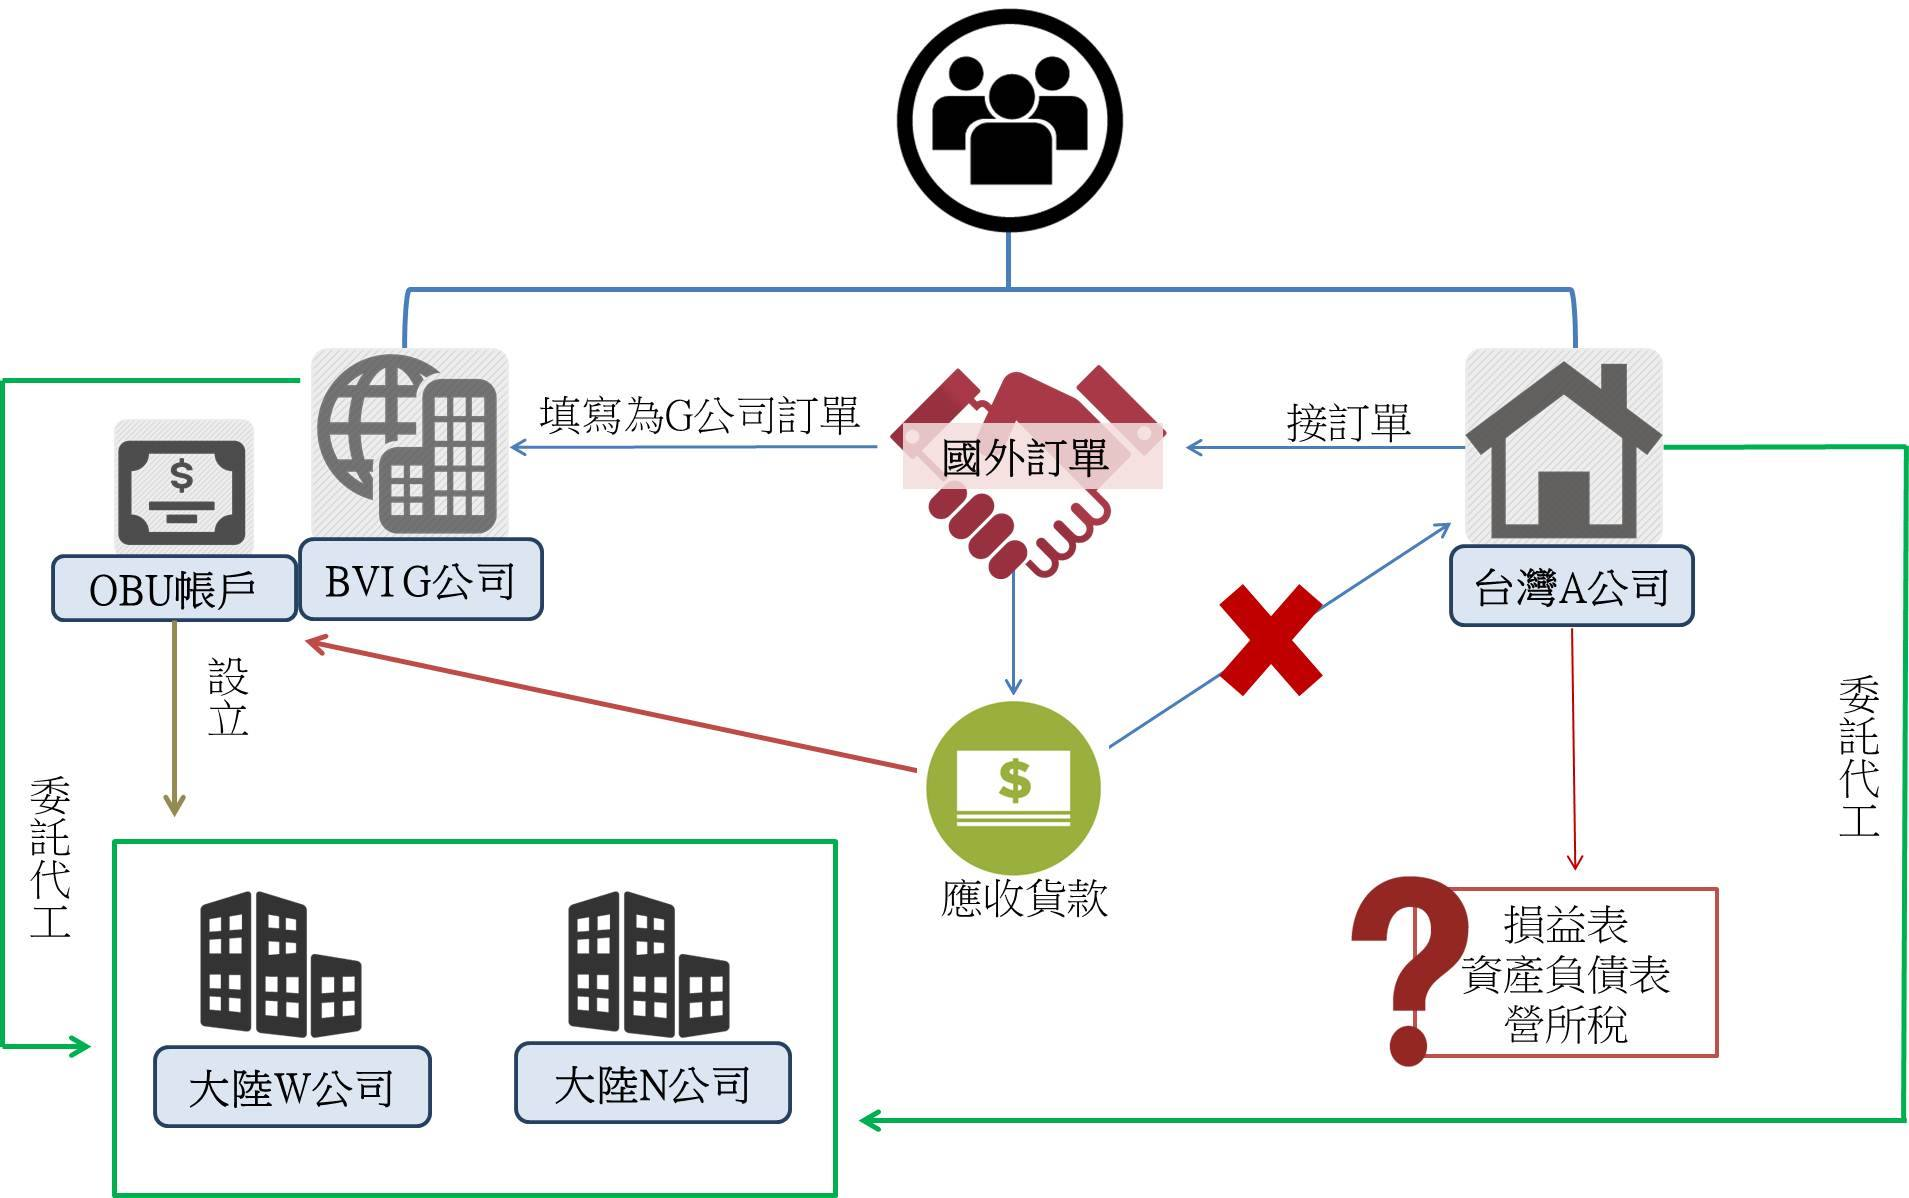 填寫為G公司訂單
國外訂單
接訂單
OBU帳戶
BVI G公司
台灣A公司
設立
委託代工
委託代工
應收貨款
損益表
資產負債表
營所稅
大陸W公司
大陸N公司